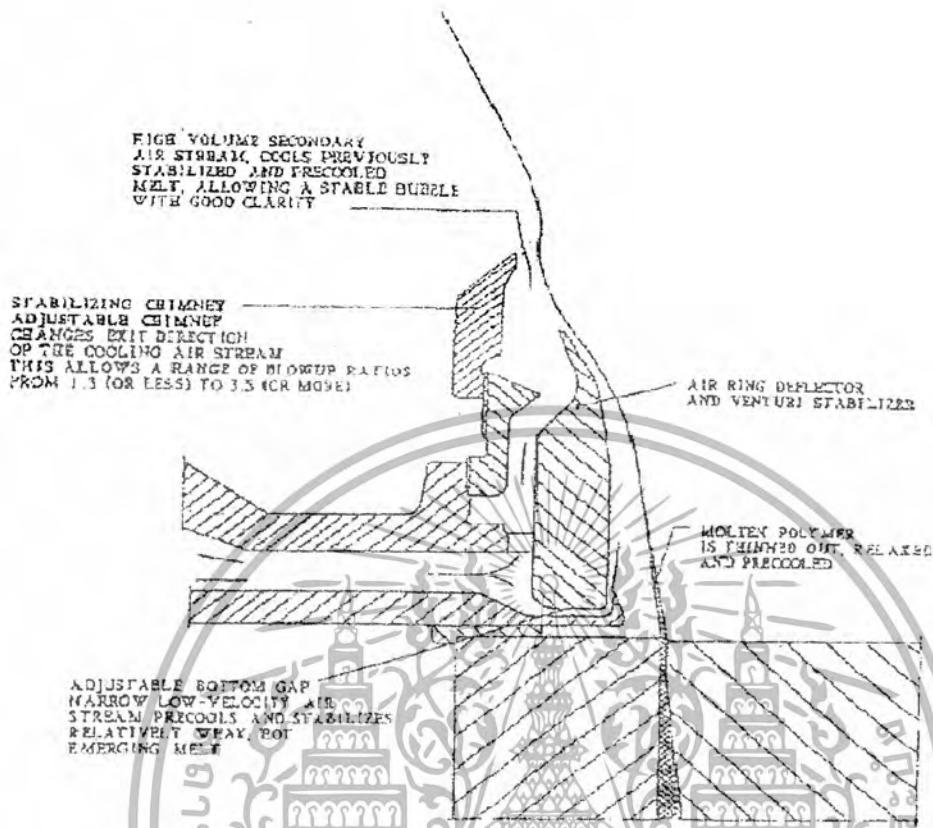 HIGH VOLUME SECONDARY
AIR STREAM, COOLS PREVIOUSLY
STABILIZED AND PRECOOLED
MELT, ALLOWING A STABLE BUBBLE
WITH GOOD CLARITY
STABILIZING CHIMNEY
ADJUSTABLE CHIMNEY
CHANGES EXIT DIRECTION
OF THE COOLING AIR STREAM
THIS ALLOWS A RANGE OF BLOWUP RATIOS
FROM 1.3 (OR LESS) TO 3.5 (OR MORE)
AIR RING DEFLECTOR
AND VENTURI STABILIZER
MOLTEN POLYMER
IS THINNED OUT, RELAXED
AND PRECOOLED
ADJUSTABLE BOTTOM GAP
NARROW LOW-VELOCITY AIR
STREAM PRECOOLS AND STABILIZES
RELATIVELY WEAK, HOT
EMERGING MELT